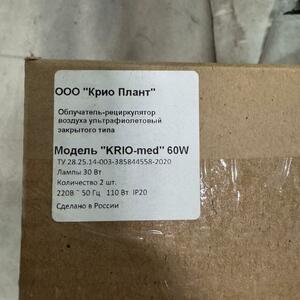 ООО "Крио Плант"
Облучатель-рециркулятор
воздуха ультрафиолетовый
закрытого типа
Модель "KRIO-med" 60W
ТУ.28.25.14-003-385844558-2020
Лампы 30 Вт
Количество 2 шт.
220В ~ 50 Гц 110 Вт IP20
Сделано в России